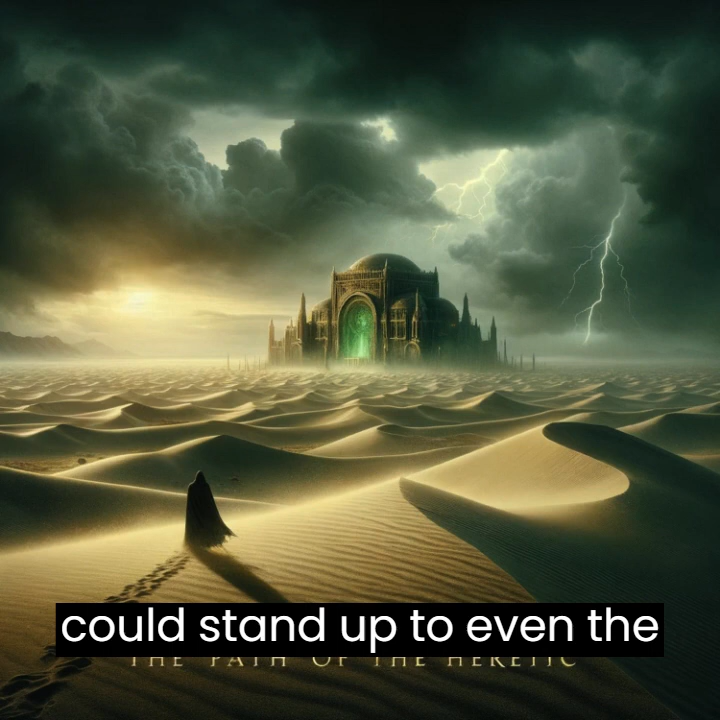 could stand up to even the
THE PATH OF THE HERETIC